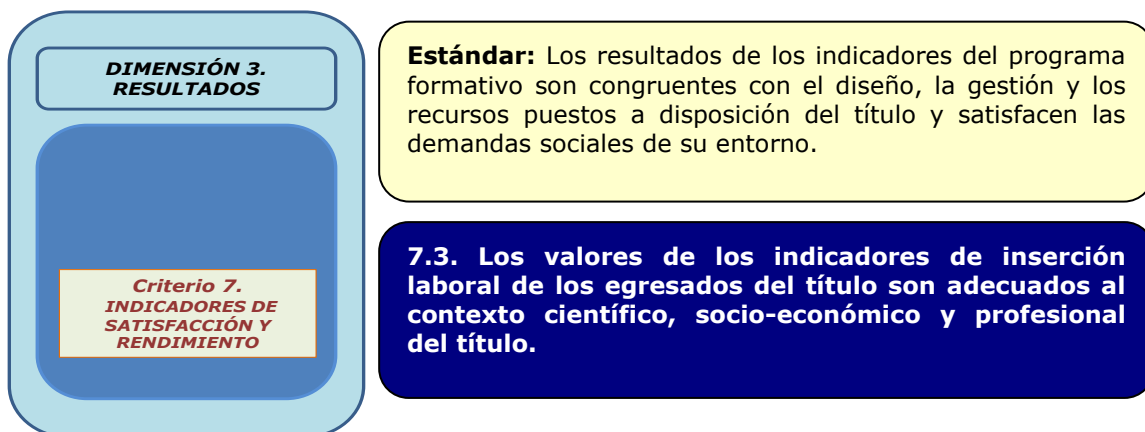 DIMENSIÓN 3.
RESULTADOS
Criterio 7.
INDICADORES DE
SATISFACCIÓN Y
RENDIMIENTO
Estándar: Los resultados de los indicadores del programa
formativo son congruentes con el diseño, la gestión y los
recursos puestos a disposición del título y satisfacen las
demandas sociales de su entorno.
7.3. Los valores de los indicadores de inserción
laboral de los egresados del título son adecuados al
contexto científico, socio-económico y profesional
del título.